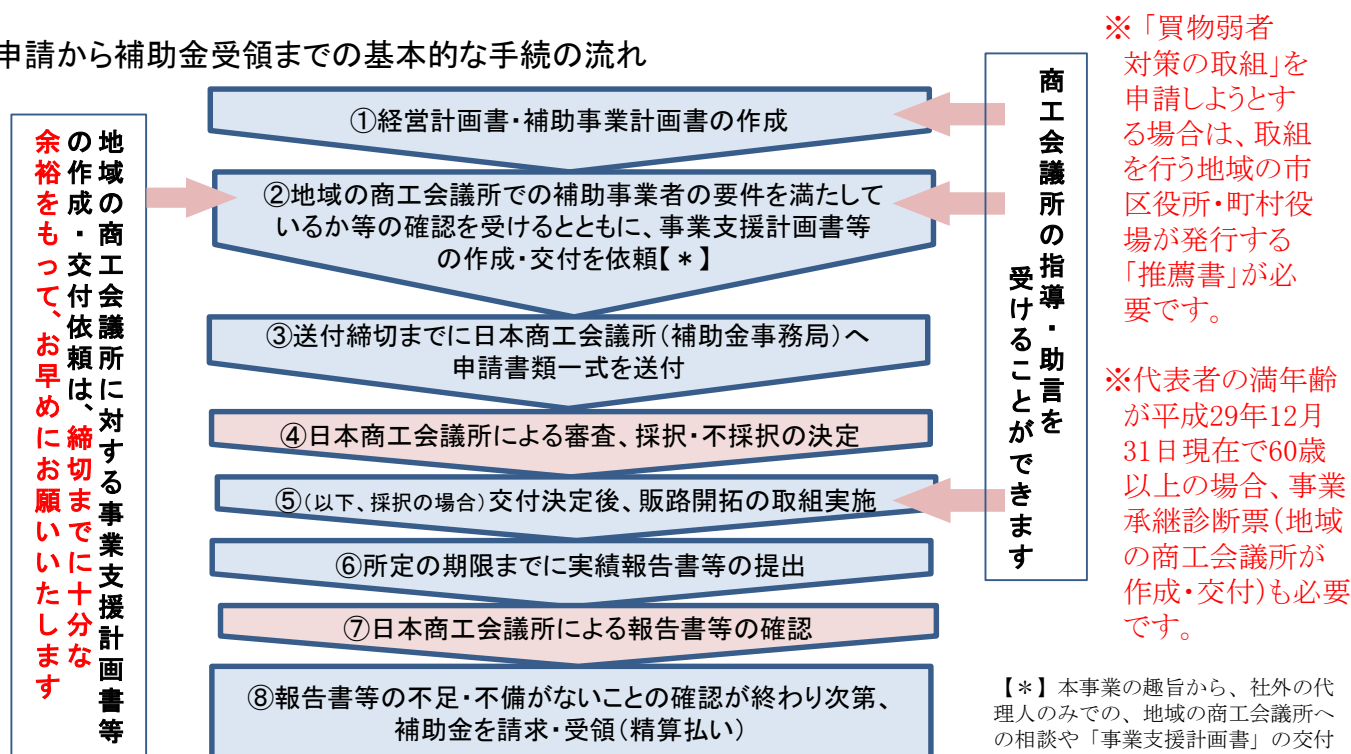 申請から補助金受領までの基本的な手続の流れ
地域の商工会議所に対する事業支援計画書等
の作成・交付依頼は、締切までに十分な
余裕をもって、お早めにお願いいたします
①経営計画書・補助事業計画書の作成
②地域の商工会議所での補助事業者の要件を満たして
いるか等の確認を受けるとともに、事業支援計画書等
の作成・交付を依頼【＊】
③送付締切までに日本商工会議所（補助金事務局）へ
申請書類一式を送付
④日本商工会議所による審査、採択・不採択の決定
⑤（以下、採択の場合）交付決定後、販路開拓の取組実施
⑥所定の期限までに実績報告書等の提出
⑦日本商工会議所による報告書等の確認
⑧報告書等の不足・不備がないことの確認が終わり次第、
補助金を請求・受領（精算払い）
商工会議所の指導・助言を
受けることができます
※「買物弱者
対策の取組」を
申請しようとす
る場合は、取組
を行う地域の市
区役所・町村役
場が発行する
「推薦書」が必
要です。
※代表者の満年齢
が平成29年12月
31日現在で60歳
以上の場合、事業
承継診断票（地域
の商工会議所が
作成・交付）も必要
です。
【＊】本事業の趣旨から、社外の代
理人のみでの、地域の商工会議所へ
の相談や「事業支援計画書」の交付